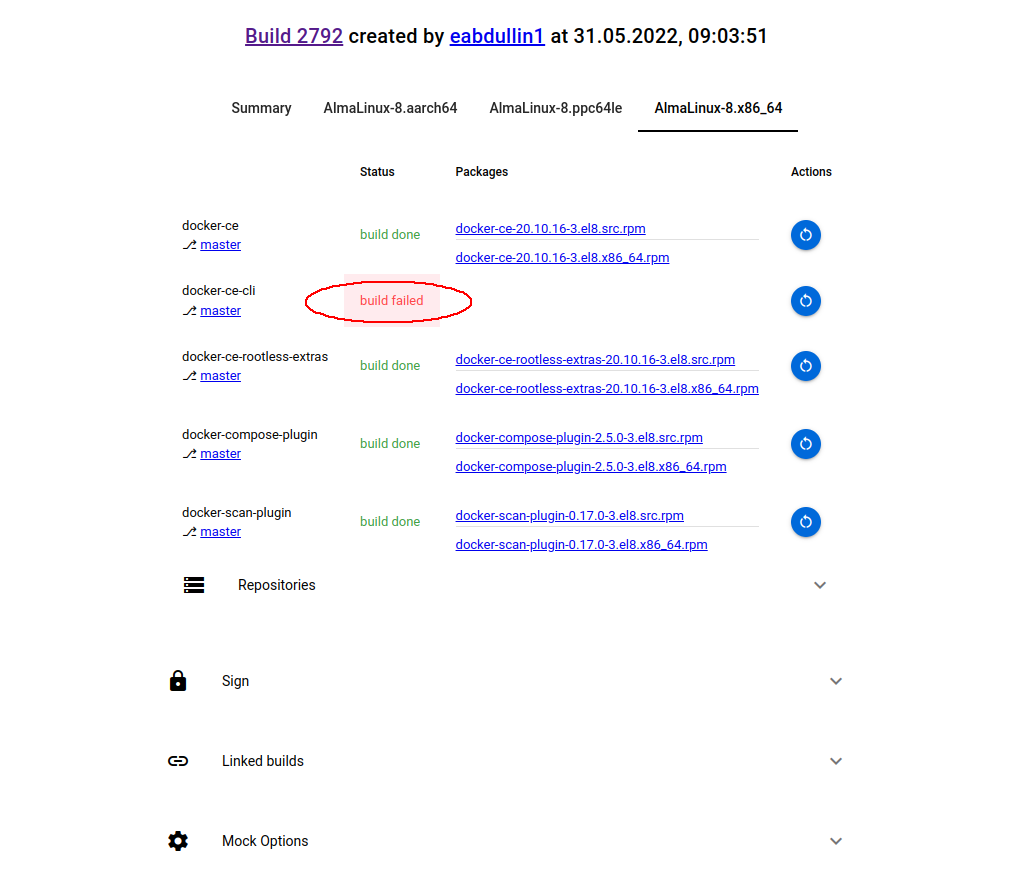 Build 2792 created by eabdullin1 at 31.05.2022, 09:03:51
Summary AlmaLinux-8.aarch64 AlmaLinux-8.ppc64le AlmaLinux-8.x86_64
Status Packages Actions
docker-ce
master
build done
docker-ce-20.10.16-3.el8.src.rpm
docker-ce-20.10.16-3.el8.x86_64.rpm
docker-ce-cli
master
build failed
docker-ce-rootless-extras
master
build done
docker-ce-rootless-extras-20.10.16-3.el8.src.rpm
docker-ce-rootless-extras-20.10.16-3.el8.x86_64.rpm
docker-compose-plugin
master
build done
docker-compose-plugin-2.5.0-3.el8.src.rpm
docker-compose-plugin-2.5.0-3.el8.x86_64.rpm
docker-scan-plugin
master
build done
docker-scan-plugin-0.17.0-3.el8.src.rpm
docker-scan-plugin-0.17.0-3.el8.x86_64.rpm
Repositories
Sign
Linked builds
Mock Options